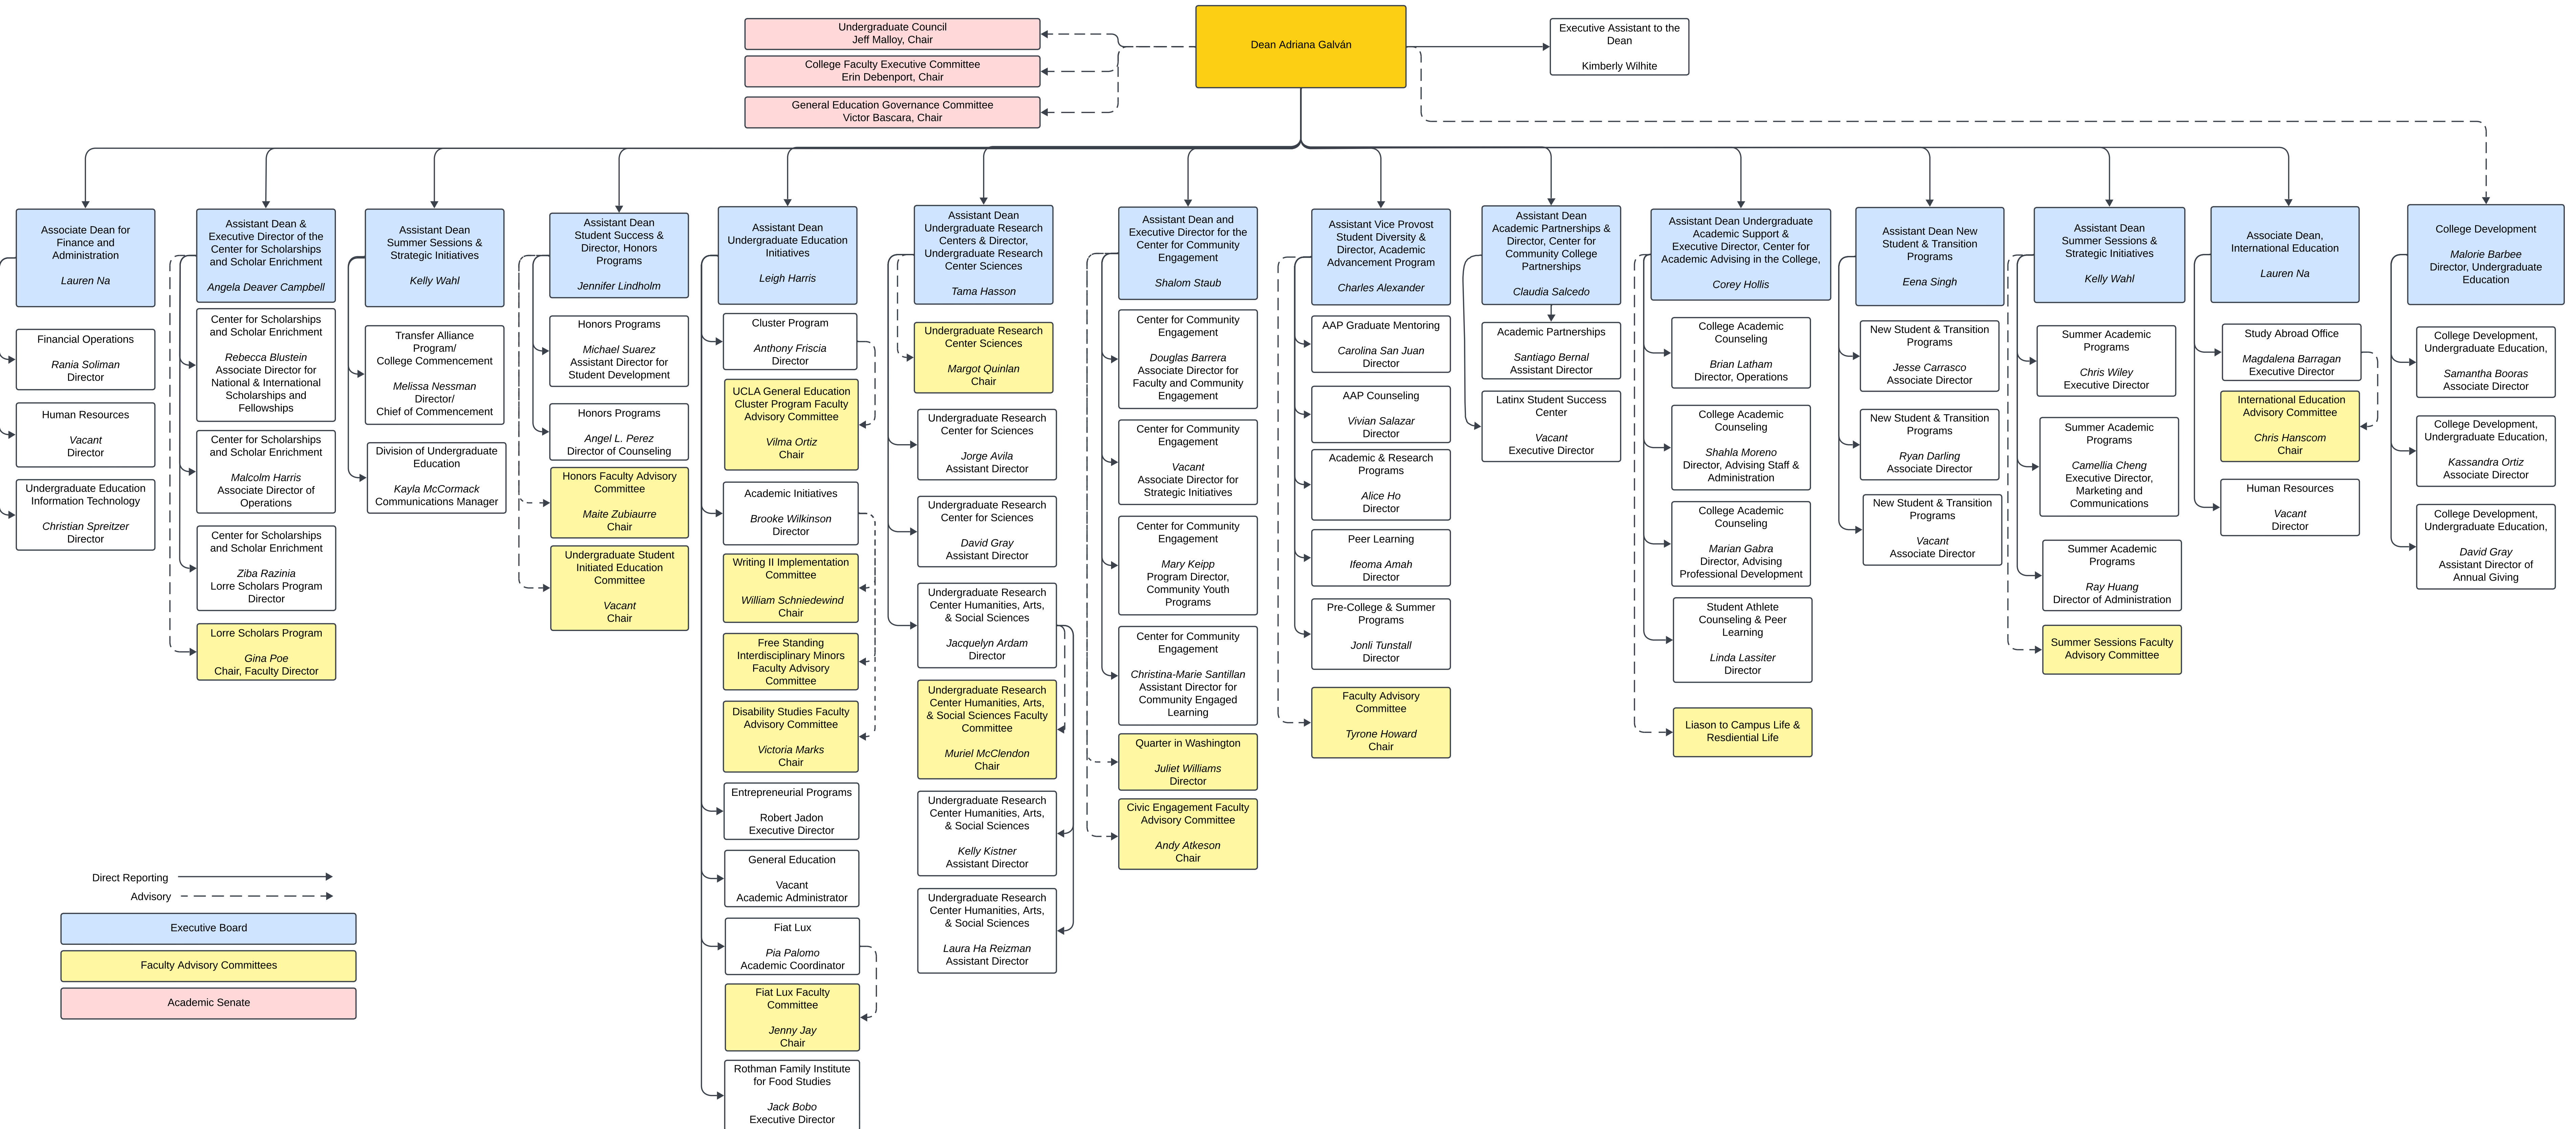 Undergraduate Council
Jeff Malloy, Chair
College Faculty Executive Committee
Erin Debenport, Chair
General Education Governance Committee
Victor Bascara, Chair
Dean Adriana Galván
Executive Assistant to the
Dean
Kimberly Wilhite
Associate Dean for
Finance and
Administration
Lauren Na
Financial Operations
Rania Soliman
Director
Human Resources
Vacant
Director
Undergraduate Education
Information Technology
Christian Spreitzer
Director
Assistant Dean &
Executive Director of the
Center for Scholarships
and Scholar Enrichment
Angela Deaver Campbell
Center for Scholarships
and Scholar Enrichment
Rebecca Blustein
Associate Director for
National & International
Scholarships and
Fellowships
Center for Scholarships
and Scholar Enrichment
Malcolm Harris
Associate Director of
Operations
Center for Scholarships
and Scholar Enrichment
Ziba Razinia
Lorre Scholars Program
Director
Lorre Scholars Program
Gina Poe
Chair, Faculty Director
Assistant Dean
Summer Sessions &
Strategic Initiatives
Kelly Wahl
Transfer Alliance
Program/
College Commencement
Melissa Nessman
Director/
Chief of Commencement
Division of Undergraduate
Education
Kayla McCormack
Communications Manager
Assistant Dean
Student Success &
Director, Honors
Programs
Jennifer Lindholm
Honors Programs
Michael Suarez
Assistant Director for
Student Development
Honors Programs
Angel L. Perez
Director of Counseling
Honors Faculty Advisory
Committee
Maite Zubiaurre
Chair
Undergraduate Student
Initiated Education
Committee
Vacant
Chair
Assistant Dean
Undergraduate Education
Initiatives
Leigh Harris
Cluster Program
Anthony Friscia
Director
UCLA General Education
Cluster Program Faculty
Advisory Committee
Vilma Ortiz
Chair
Academic Initiatives
Brooke Wilkinson
Director
Writing II Implementation
Committee
William Schniedewind
Chair
Free Standing
Interdisciplinary Minors
Faculty Advisory
Committee
Disability Studies Faculty
Advisory Committee
Victoria Marks
Chair
Entrepreneurial Programs
Robert Jadon
Executive Director
General Education
Vacant
Academic Administrator
Fiat Lux
Pia Palomo
Academic Coordinator
Fiat Lux Faculty
Committee
Jenny Jay
Chair
Rothman Family Institute
for Food Studies
Jack Bobo
Executive Director
Assistant Dean
Undergraduate Research
Centers & Director,
Undergraduate Research
Center Sciences
Tama Hasson
Undergraduate Research
Center Sciences
Margot Quinlan
Chair
Undergraduate Research
Center for Sciences
Jorge Avila
Assistant Director
Undergraduate Research
Center for Sciences
David Gray
Assistant Director
Undergraduate Research
Center Humanities, Arts,
& Social Sciences
Jacquelyn Ardam
Director
Undergraduate Research
Center Humanities, Arts,
& Social Sciences Faculty
Committee
Muriel McClendon
Chair
Undergraduate Research
Center Humanities, Arts,
& Social Sciences
Kelly Kistner
Assistant Director
Undergraduate Research
Center Humanities, Arts,
& Social Sciences
Laura Ha Reizman
Assistant Director
Assistant Dean and
Executive Director for the
Center for Community
Engagement
Shalom Staub
Center for Community
Engagement
Douglas Barrera
Associate Director for
Faculty and Community
Engagement
Center for Community
Engagement
Vacant
Associate Director for
Strategic Initiatives
Center for Community
Engagement
Mary Keipp
Program Director,
Community Youth
Programs
Center for Community
Engagement
Christina-Marie Santillan
Assistant Director for
Community Engaged
Learning
Quarter in Washington
Juliet Williams
Director
Civic Engagement Faculty
Advisory Committee
Andy Atkeson
Chair
Assistant Vice Provost
Student Diversity &
Director, Academic
Advancement Program
Charles Alexander
AAP Graduate Mentoring
Carolina San Juan
Director
AAP Counseling
Vivian Salazar
Director
Academic & Research
Programs
Alice Ho
Director
Peer Learning
Ifeoma Amah
Director
Pre-College & Summer
Programs
Jonli Tunstall
Director
Faculty Advisory
Committee
Tyrone Howard
Chair
Assistant Dean
Academic Partnerships &
Director, Center for
Community College
Partnerships
Claudia Salcedo
Academic Partnerships
Santiago Bernal
Assistant Director
Latinx Student Success
Center
Vacant
Executive Director
Assistant Dean Undergraduate
Academic Support &
Executive Director, Center for
Academic Advising in the College,
Corey Hollis
College Academic
Counseling
Brian Latham
Director, Operations
College Academic
Counseling
Shahla Moreno
Director, Advising Staff &
Administration
College Academic
Counseling
Marian Gabra
Director, Advising
Professional Development
Student Athlete
Counseling & Peer
Learning
Linda Lassiter
Director
Liason to Campus Life &
Resdiential Life
Assistant Dean New
Student & Transition
Programs
Eena Singh
New Student & Transition
Programs
Jesse Carrasco
Associate Director
New Student & Transition
Programs
Ryan Darling
Associate Director
New Student & Transition
Programs
Vacant
Associate Director
Assistant Dean
Summer Sessions &
Strategic Initiatives
Kelly Wahl
Summer Academic
Programs
Chris Wiley
Executive Director
Summer Academic
Programs
Camellia Cheng
Executive Director,
Marketing and
Communications
Summer Academic
Programs
Ray Huang
Director of Administration
Summer Sessions Faculty
Advisory Committee
Associate Dean,
International Education
Lauren Na
Study Abroad Office
Magdalena Barragan
Executive Director
International Education
Advisory Committee
Chris Hanscom
Chair
Human Resources
Vacant
Director
College Development
Malorie Barbee
Director, Undergraduate
Education
College Development,
Undergraduate Education,
Samantha Booras
Associate Director
College Development,
Undergraduate Education,
Kassandra Ortiz
Associate Director
College Development,
Undergraduate Education,
David Gray
Assistant Director of
Annual Giving
Direct Reporting
Advisory
Executive Board
Faculty Advisory Committees
Academic Senate